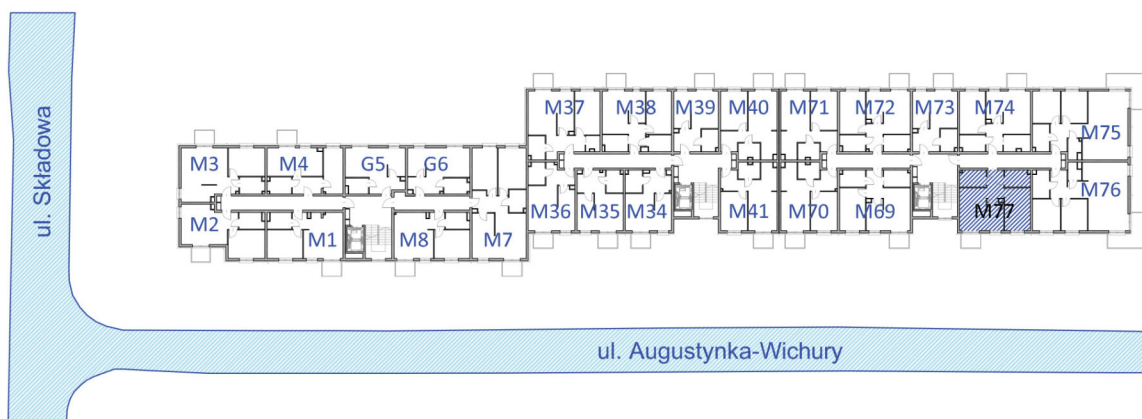 ul. Składowa
M37 M38 M39 M40 M71 M72 M73 M74 M75
M3 M4 G5 G6
M36 M35 M34 M41 M70 M69 M77 M76
M2 M1 M8 M7
ul. Augustynka-Wichury